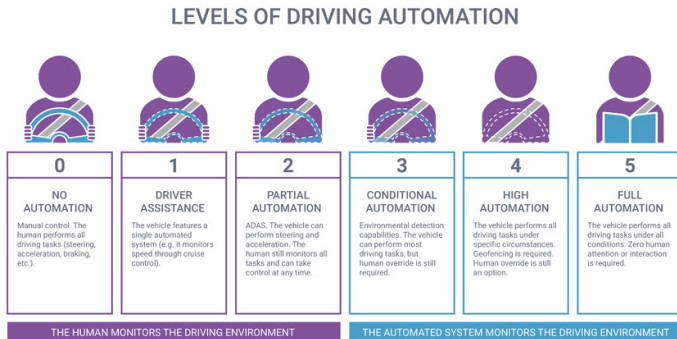 LEVELS OF DRIVING AUTOMATION
0
NO
AUTOMATION
Manual control. The
human performs all
driving tasks (steering,
acceleration, braking,
etc.).
1
DRIVER
ASSISTANCE
The vehicle features a
single automated
system (e.g. it monitors
speed through cruise
control).
2
PARTIAL
AUTOMATION
ADAS. The vehicle can
perform steering and
acceleration. The
human still monitors all
tasks and can take
control at any time.
3
CONDITIONAL
AUTOMATION
Environmental detection
capabilities. The vehicle
can perform most
driving tasks, but
human override is still
required.
4
HIGH
AUTOMATION
The vehicle performs all
driving tasks under
specific circumstances.
Geofencing is required.
Human override is still
an option.
5
FULL
AUTOMATION
The vehicle performs all
driving tasks under all
conditions. Zero human
attention or interaction
is required.
THE HUMAN MONITORS THE DRIVING ENVIRONMENT
THE AUTOMATED SYSTEM MONITORS THE DRIVING ENVIRONMENT